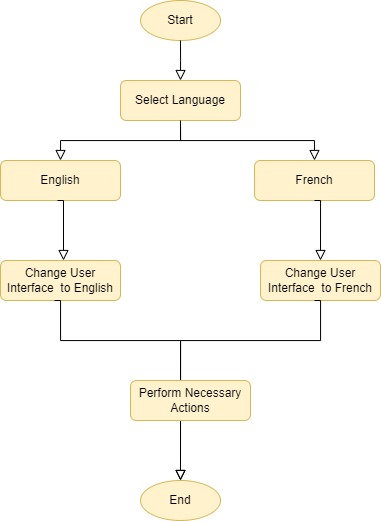 Start
Select Language
English
French
Change User
Interface to English
Change User
Interface to French
Perform Necessary
Actions
End